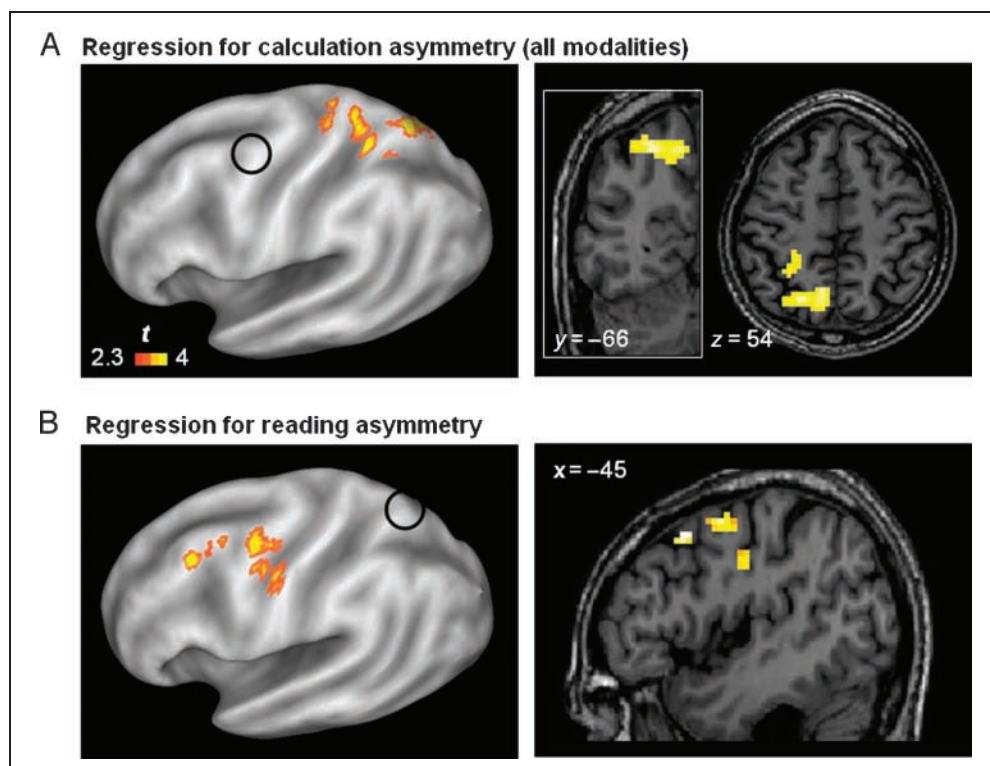 A Regression for calculation asymmetry (all modalities)
t
2.3 4
y = −66
z = 54
B Regression for reading asymmetry
x = −45